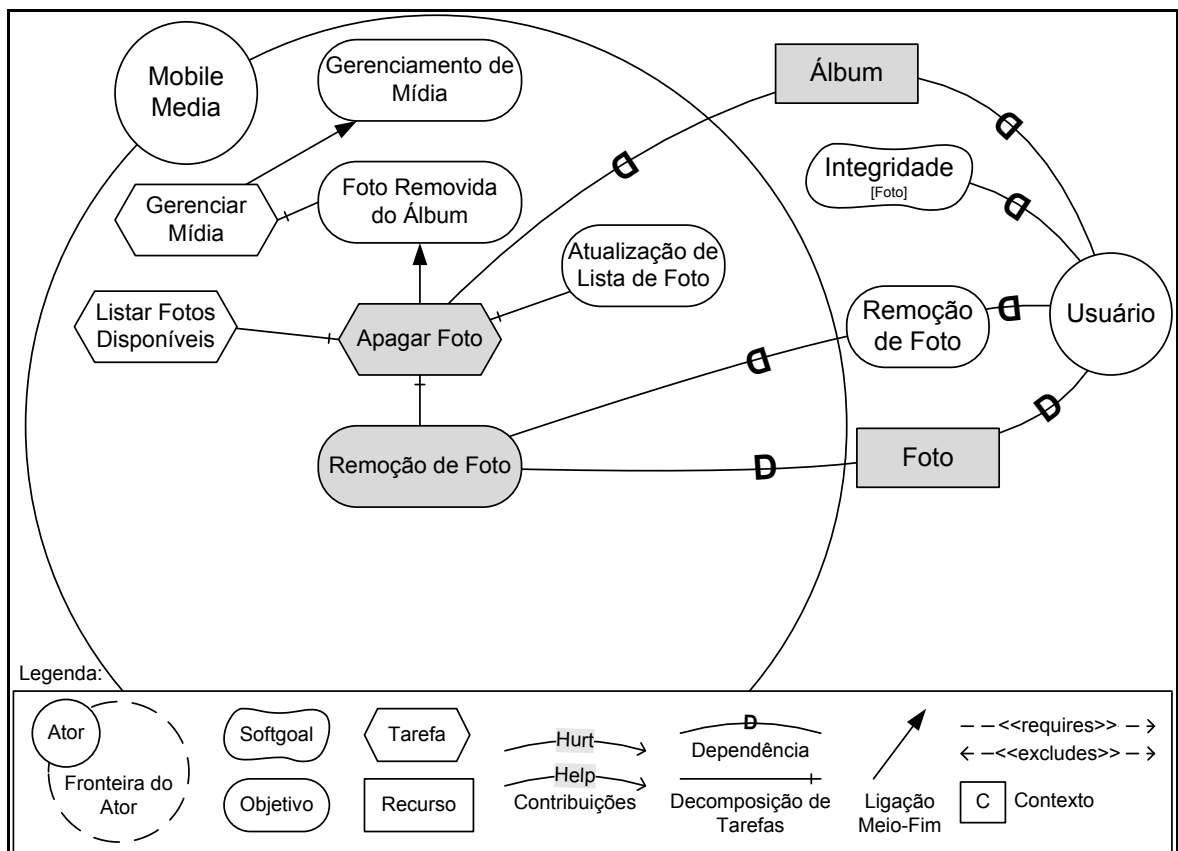 Mobile
Media
Gerenciamento de
Mídia
Álbum
D
D
Integridade
[Foto]
D
Gerenciar
Mídia
Foto Removida
do Álbum
Atualização de
Lista de Foto
Listar Fotos
Disponíveis
Apagar Foto
Remoção
de Foto
D
Usuário
D
D
Remoção de Foto
D
Foto
Legenda:
Ator
Fronteira do
Ator
Softgoal
Objetivo
Tarefa
Recurso
Hurt
Help
Contribuições
D
Dependência
Decomposição de
Tarefas
Ligação
Meio-Fim
<<requires>>
<<excludes>>
C
Contexto